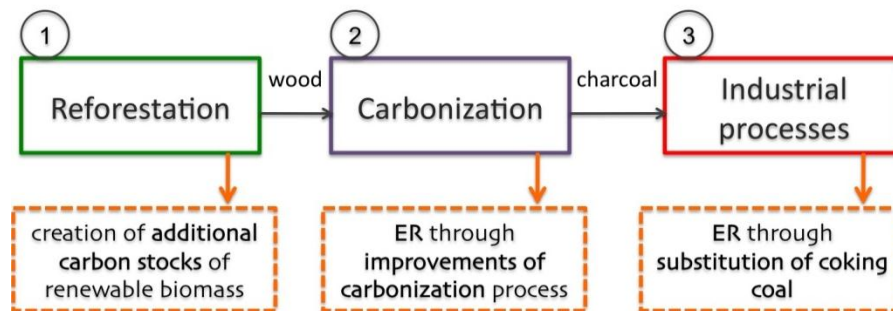 1
Reforestation
wood
2
Carbonization
charcoal
3
Industrial
processes
creation of additional
carbon stocks of
renewable biomass
ER through
improvements of
carbonization process
ER through
substitution of coking
coal